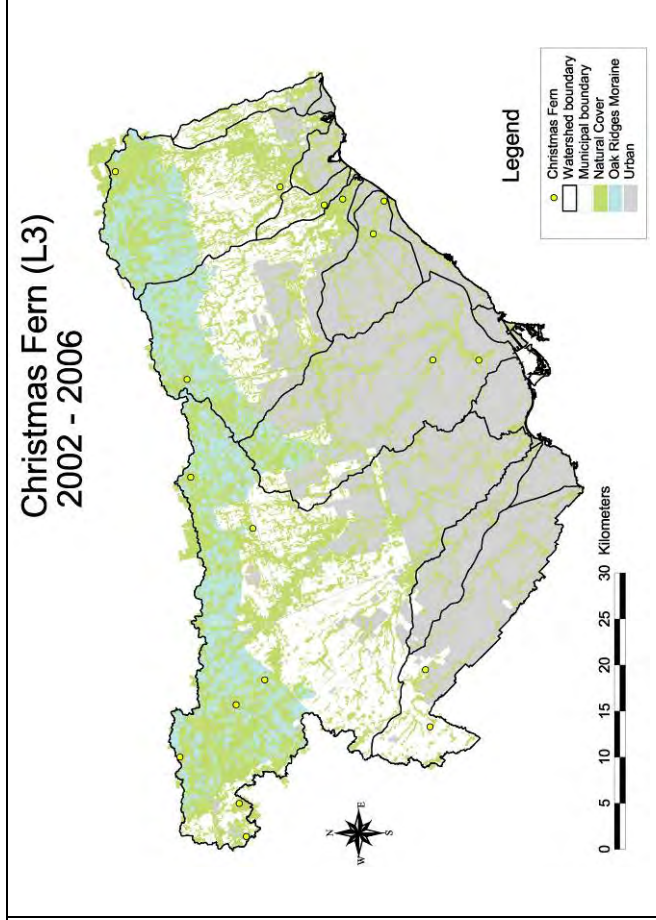 Christmas Fern (L3)
2002 - 2006
Legend
Christmas Fern
Watershed boundary
Municipal boundary
Natural Cover
Oak Ridges Moraine
Urban
N
W E
S
0 5 10 15 20 30 Kilometers